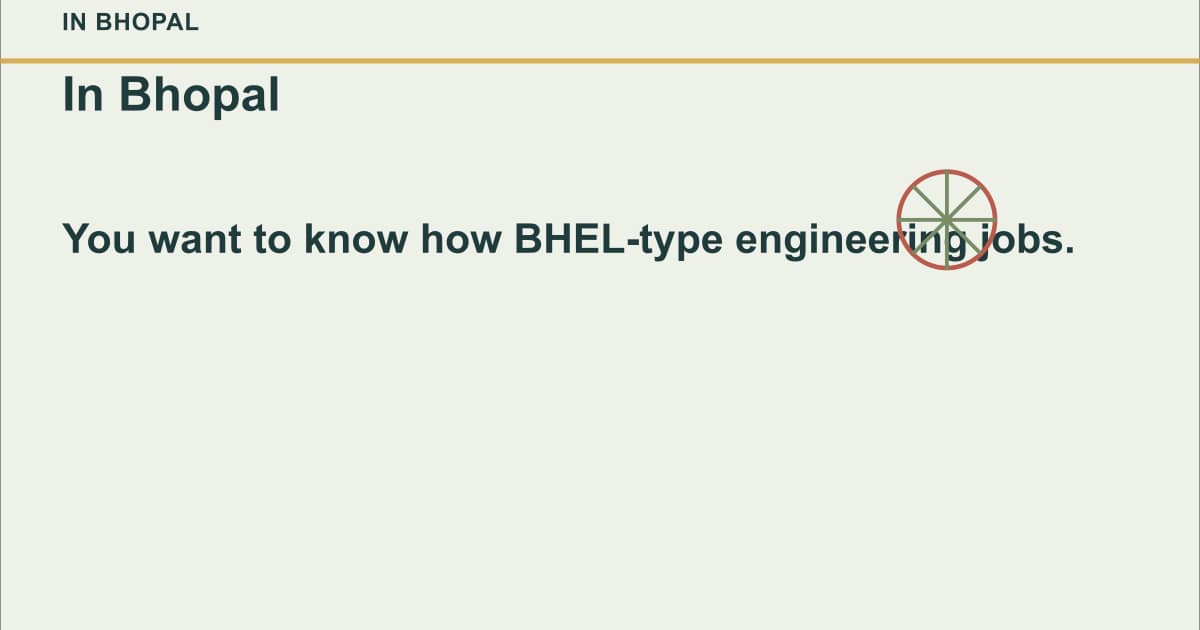 IN BHOPAL
In Bhopal
You want to know how BHEL-type engineering jobs.